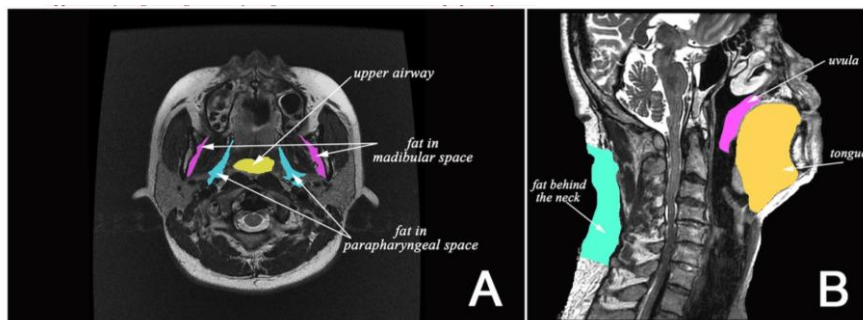 upper airway
fat in
madibular space
fat in
parapharyngeal space
A
uvula
tongue
fat behind
the neck
B